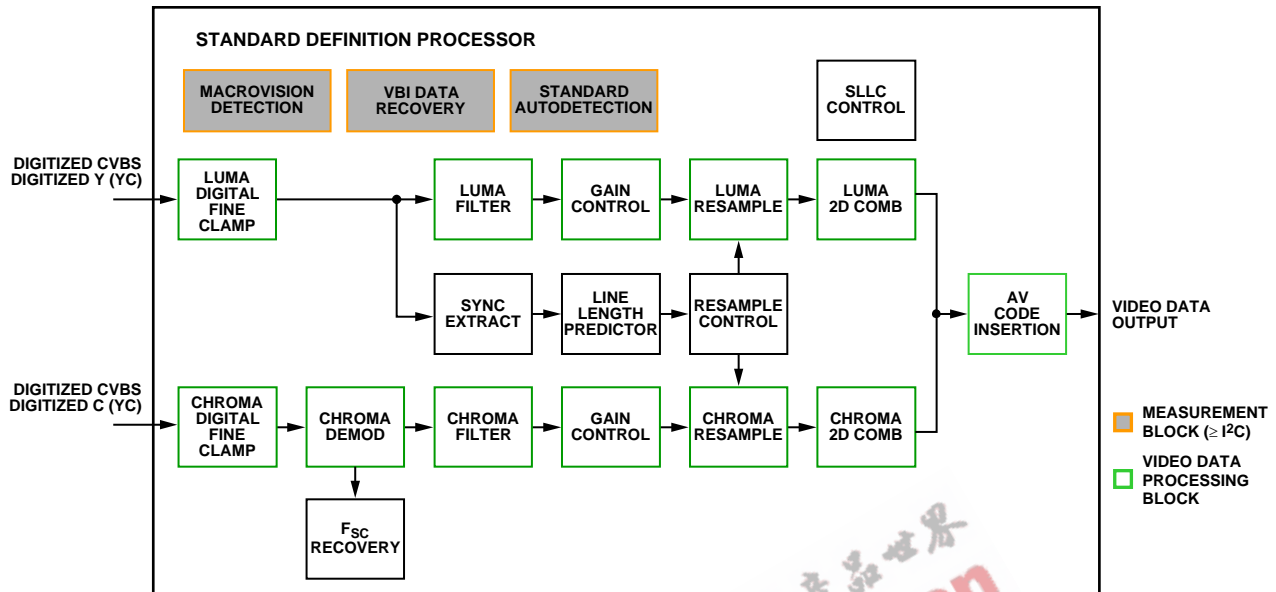 STANDARD DEFINITION PROCESSOR
MACROVISION
DETECTION
VBI DATA
RECOVERY
STANDARD
AUTODETECTION
SLLC
CONTROL
DIGITIZED CVBS
DIGITIZED Y (YC)
LUMA
DIGITAL
FINE
CLAMP
LUMA
FILTER
GAIN
CONTROL
LUMA
RESAMPLE
LUMA
2D COMB
SYNC
EXTRACT
LINE
LENGTH
PREDICTOR
RESAMPLE
CONTROL
AV
CODE
INSERTION
VIDEO DATA
OUTPUT
DIGITIZED CVBS
DIGITIZED C (YC)
CHROMA
DIGITAL
FINE
CLAMP
CHROMA
DEMOD
CHROMA
FILTER
GAIN
CONTROL
CHROMA
RESAMPLE
CHROMA
2D COMB
FSC
RECOVERY
MEASUREMENT
BLOCK (≥ I²C)
VIDEO DATA
PROCESSING
BLOCK